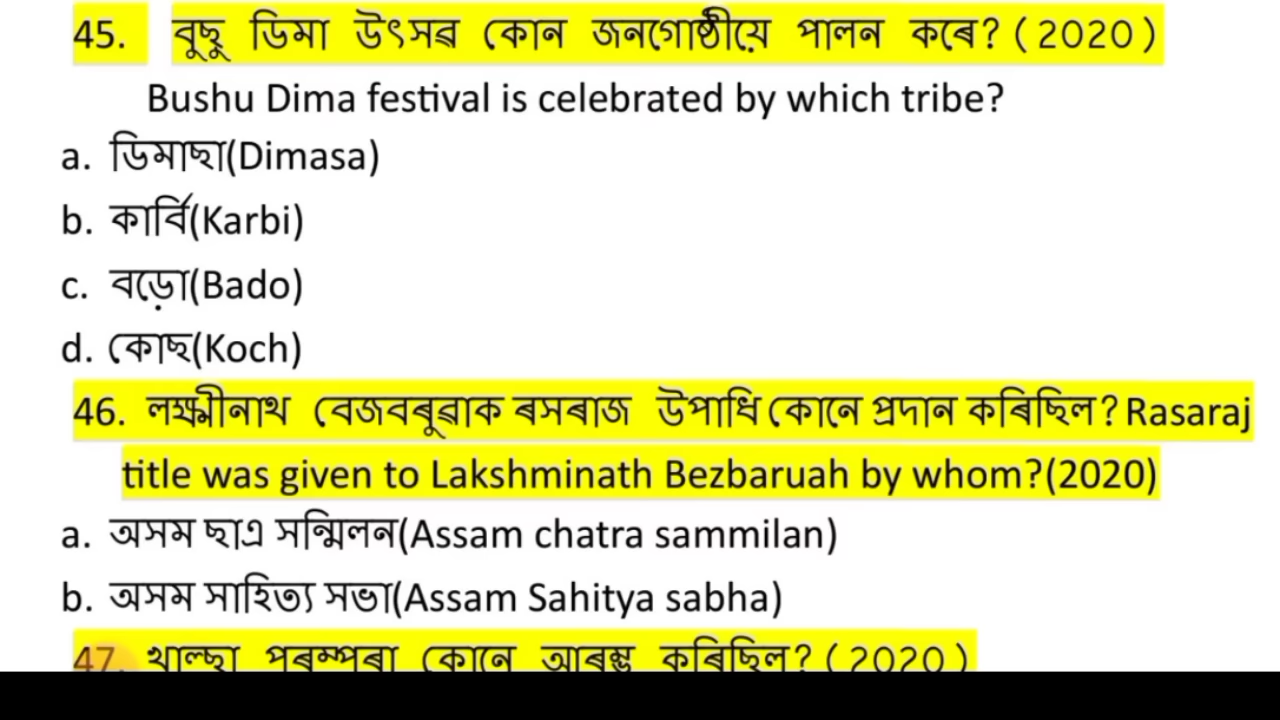 45. বুছু ডিমা উৎসৱ কোন জনগোষ্ঠীয়ে পালন কৰে? (2020)
Bushu Dima festival is celebrated by which tribe?
a. ডিমাছা(Dimasa)
b. কাৰ্বি(Karbi)
c. বড়ো(Bado)
d. কোছ(Koch)
46. লক্ষ্মীনাথ বেজবৰুৱাক ৰসৰাজ উপাধি কোনে প্ৰদান কৰিছিল? Rasaraj
title was given to Lakshminath Bezbaruah by whom?(2020)
a. অসম ছাএ সন্মিলন(Assam chatra sammilan)
b. অসম সাহিত্য সভা(Assam Sahitya sabha)
47. খাল্ছা পৰম্পৰা কোনে আৰম্ভ কৰিছিল? (2020)